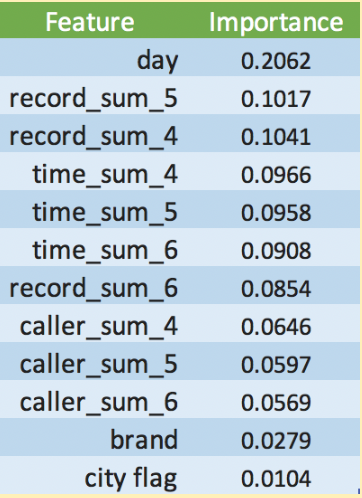 Feature Importance
day 0.2062
record_sum_5 0.1017
record_sum_4 0.1041
time_sum_4 0.0966
time_sum_5 0.0958
time_sum_6 0.0908
record_sum_6 0.0854
caller_sum_4 0.0646
caller_sum_5 0.0597
caller_sum_6 0.0569
brand 0.0279
city flag 0.0104